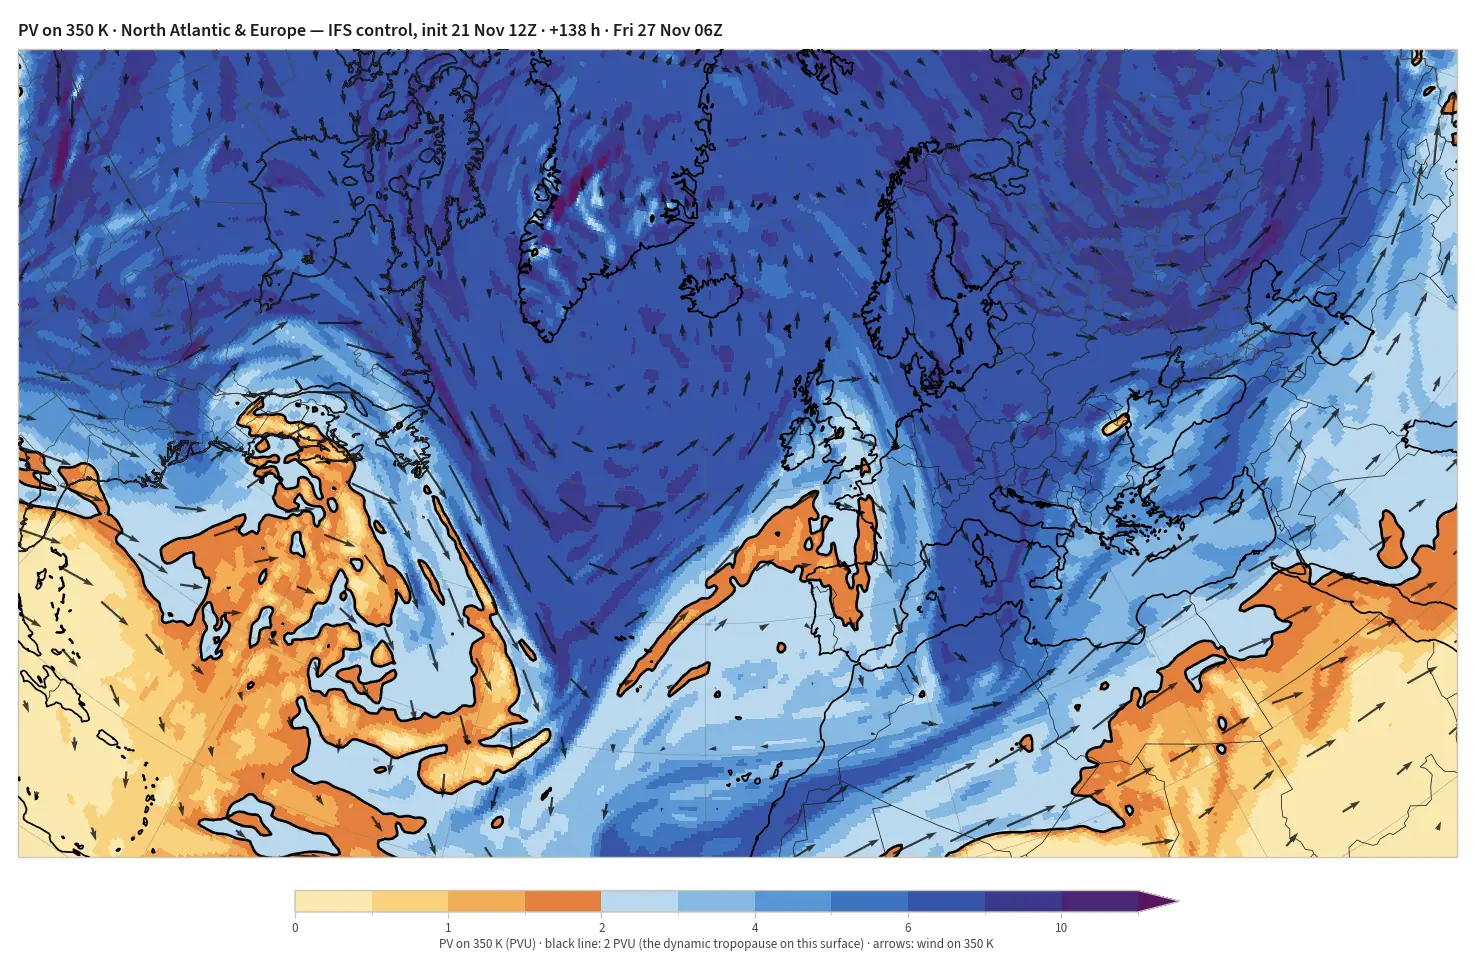 PV on 350 K · North Atlantic & Europe — IFS control, init 21 Nov 12Z · +138 h · Fri 27 Nov 06Z
0 1 2 4 6 10
PV on 350 K (PVU) · black line: 2 PVU (the dynamic tropopause on this surface) · arrows: wind on 350 K